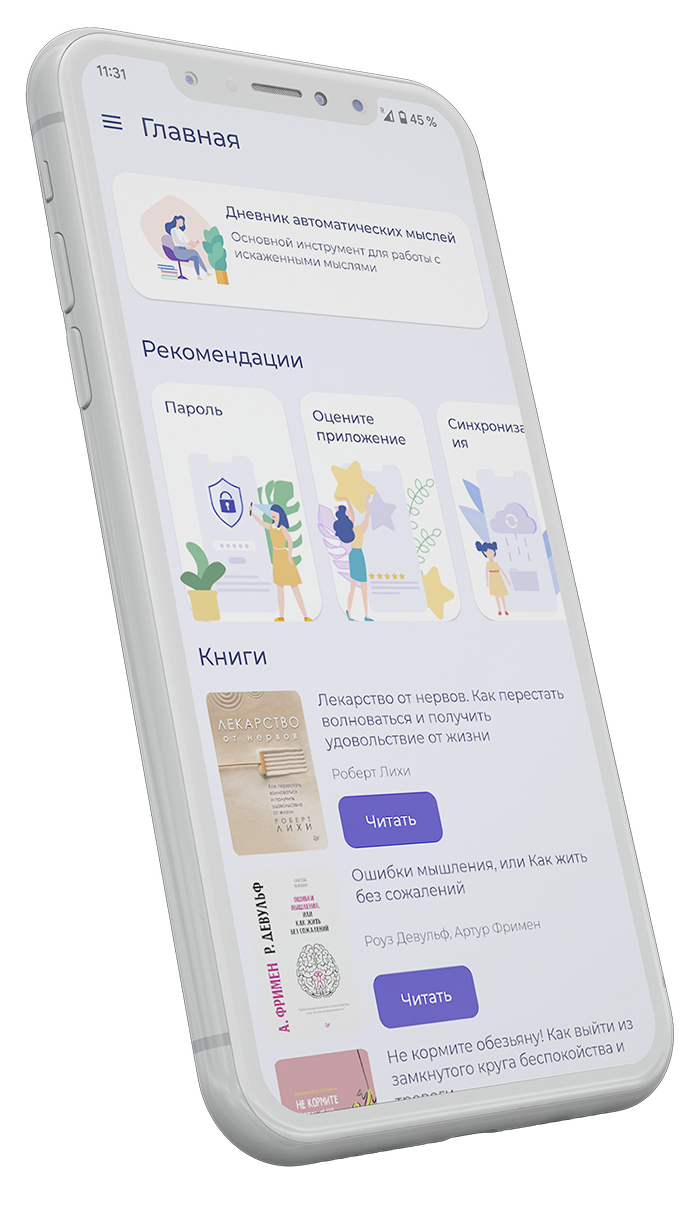 11:31
R 45 %
Главная
Дневник автоматических мыслей
Основной инструмент для работы с
искаженными мыслями
Рекомендации
Пароль
Оцените
приложение
Синхрониза
ия
Книги
ЛЕКАРСТВО
от нервов
Как перестать
волноваться
и получить
удовольствие
от жизни
РОБЕРТ
ЛИХИ
Лекарство от нервов. Как перестать
волноваться и получить
удовольствие от жизни
Роберт Лихи
Читать
А. ФРИМЕН Р. ДЕВУЛЬФ
ОШИБКИ
МЫШЛЕНИЯ,
ИЛИ
КАК ЖИТЬ
БЕЗ СОЖАЛЕНИЙ
Ошибки мышления, или Как жить
без сожалений
Роуз Девульф, Артур Фримен
Читать
НЕ КОРМИТЕ
Не кормите обезьяну! Как выйти из
замкнутого круга беспокойства и
тревоги